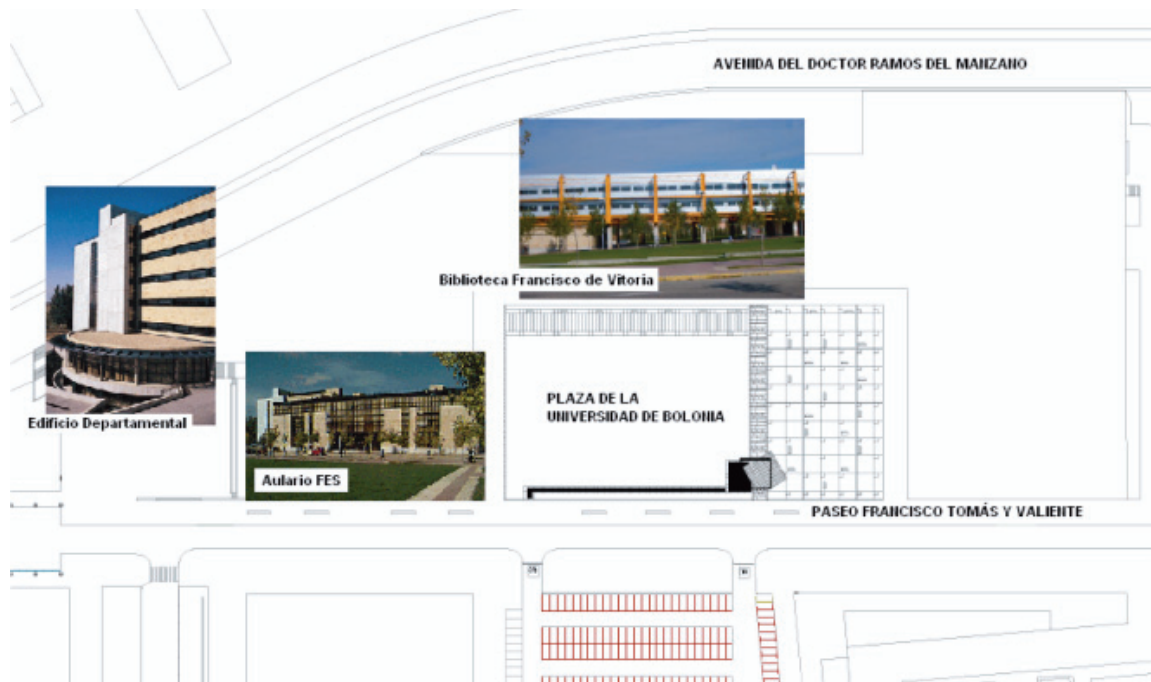 AVENIDA DEL DOCTOR RAMOS DEL MANZANO
Biblioteca Francisco de Vitoria
Edificio Departamental
PLAZA DE LA
UNIVERSIDAD DE BOLONIA
Aulario FES
PASEO FRANCISCO TOMÁS Y VALIENTE